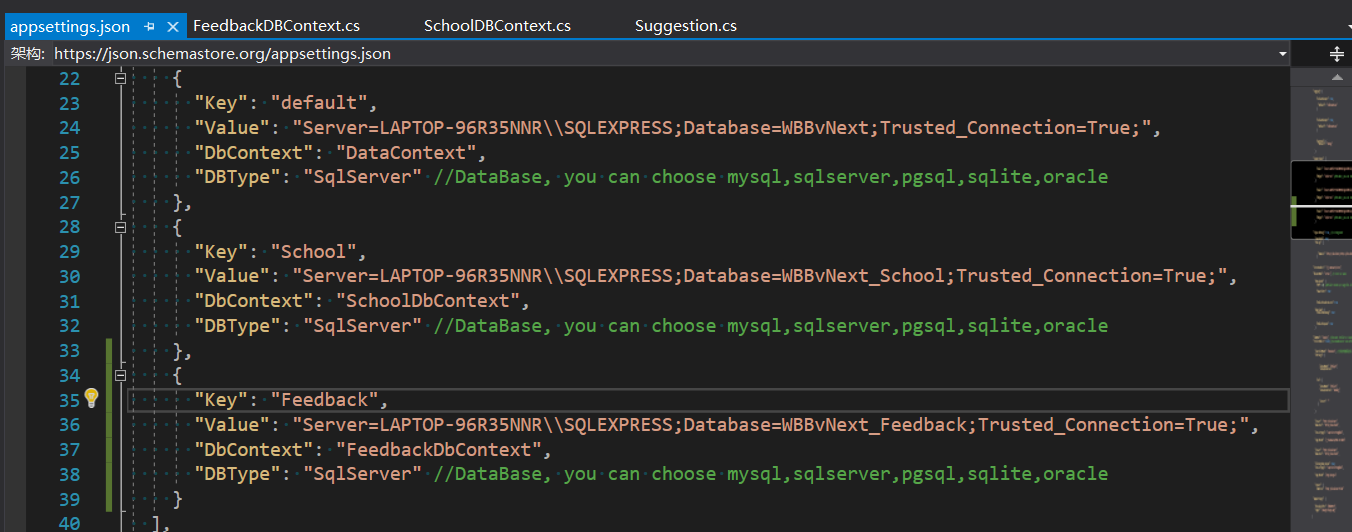 appsettings.json
FeedbackDBContext.cs
SchoolDBContext.cs
Suggestion.cs
架构: https://json.schemastore.org/appsettings.json
22 {
23 "Key": "default",
24 "Value": "Server=LAPTOP-96R35NNR\\SQLEXPRESS;Database=WBBvNext;Trusted_Connection=True;",
25 "DbContext": "DataContext",
26 "DBType": "SqlServer" //DataBase, you can choose mysql,sqlserver,pgsql,sqlite,oracle
27 },
28 {
29 "Key": "School",
30 "Value": "Server=LAPTOP-96R35NNR\\SQLEXPRESS;Database=WBBvNext_School;Trusted_Connection=True;",
31 "DbContext": "SchoolDbContext",
32 "DBType": "SqlServer" //DataBase, you can choose mysql,sqlserver,pgsql,sqlite,oracle
33 },
34 {
35 "Key": "Feedback",
36 "Value": "Server=LAPTOP-96R35NNR\\SQLEXPRESS;Database=WBBvNext_Feedback;Trusted_Connection=True;",
37 "DbContext": "FeedbackDbContext",
38 "DBType": "SqlServer" //DataBase, you can choose mysql,sqlserver,pgsql,sqlite,oracle
39 }
40 ],